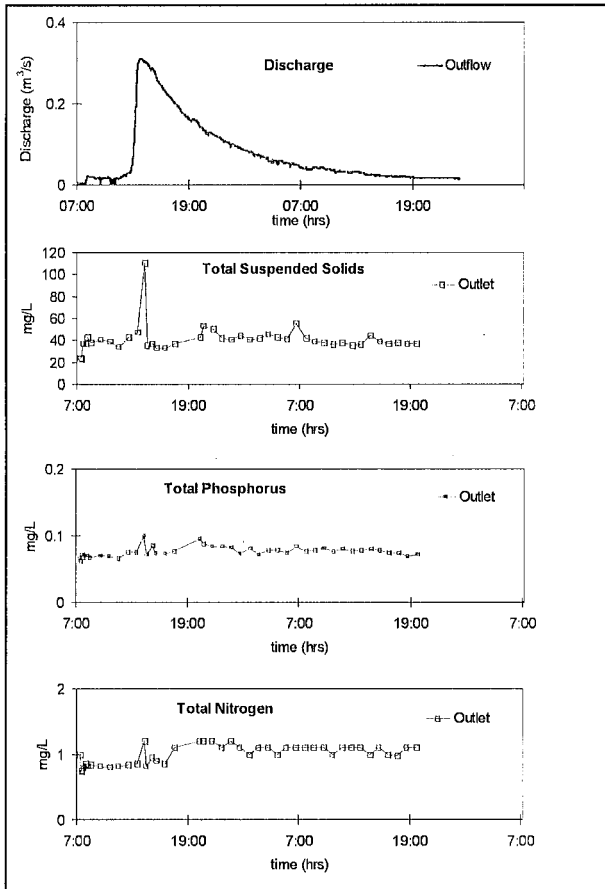 0.4
Discharge
Outflow
Discharge (m³/s)
0.2
0
07:00
19:00
07:00
19:00
time (hrs)
120
Total Suspended Solids
100
Outlet
80
mg/L
60
40
20
0
7:00
19:00
7:00
19:00
7:00
time (hrs)
0.2
Total Phosphorus
Outlet
mg/L
0.1
0
7:00
19:00
7:00
19:00
7:00
time (hrs)
2
Total Nitrogen
Outlet
mg/L
1
0
7:00
19:00
7:00
19:00
7:00
time (hrs)